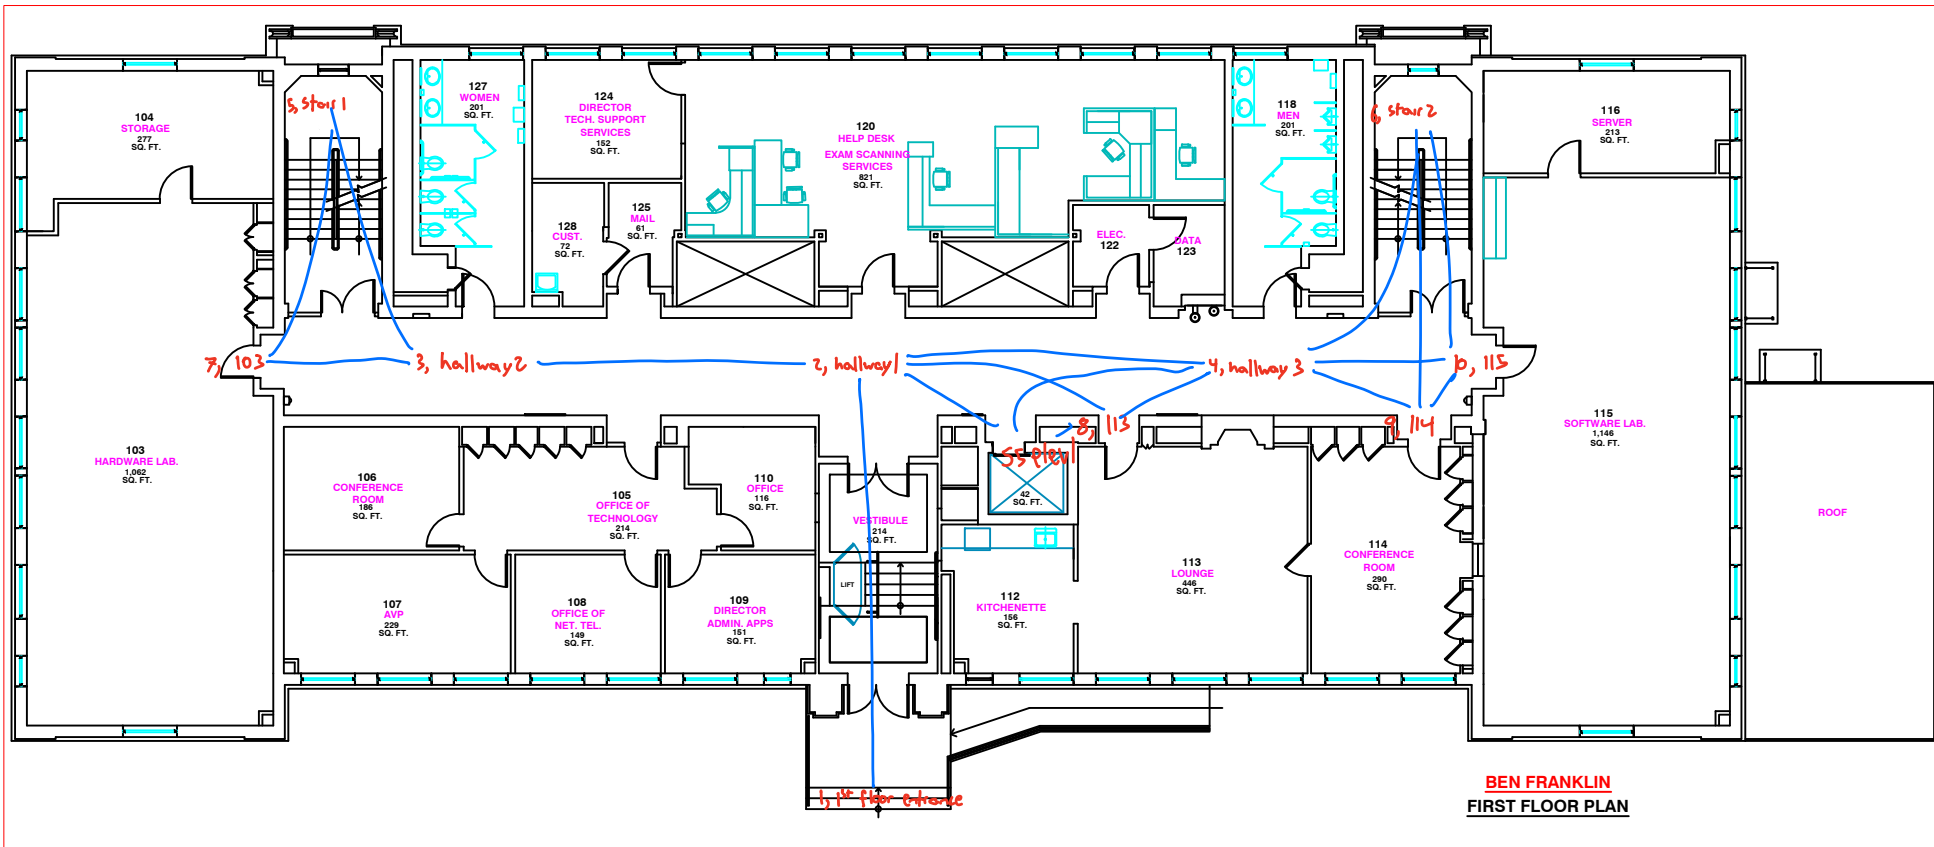 5, stair 1
6 stair 2
104
STORAGE
277
SQ. FT.
127
WOMEN
201
SQ. FT.
124
DIRECTOR
TECH. SUPPORT
SERVICES
152
SQ. FT.
120
HELP DESK
EXAM SCANNING
SERVICES
821
SQ. FT.
118
MEN
201
SQ. FT.
116
SERVER
213
SQ. FT.
128
CUST.
72
SQ. FT.
125
MAIL
61
SQ. FT.
ELEC.
122
DATA
123
7, 103
3, hallway 2
2, hallway 1
4, hallway 3
10, 115
8, 113
9, 114
103
HARDWARE LAB.
1,062
SQ. FT.
106
CONFERENCE
ROOM
186
SQ. FT.
105
OFFICE OF
TECHNOLOGY
214
SQ. FT.
110
OFFICE
116
SQ. FT.
VESTIBULE
214
SQ. FT.
42
SQ. FT.
115
SOFTWARE LAB.
1,146
SQ. FT.
ROOF
107
AVP
229
SQ. FT.
108
OFFICE OF
NET. TEL.
149
SQ. FT.
109
DIRECTOR
ADMIN. APPS
151
SQ. FT.
LIFT
112
KITCHENETTE
156
SQ. FT.
113
LOUNGE
446
SQ. FT.
114
CONFERENCE
ROOM
290
SQ. FT.
1, 1st floor entrance
BEN FRANKLIN
FIRST FLOOR PLAN